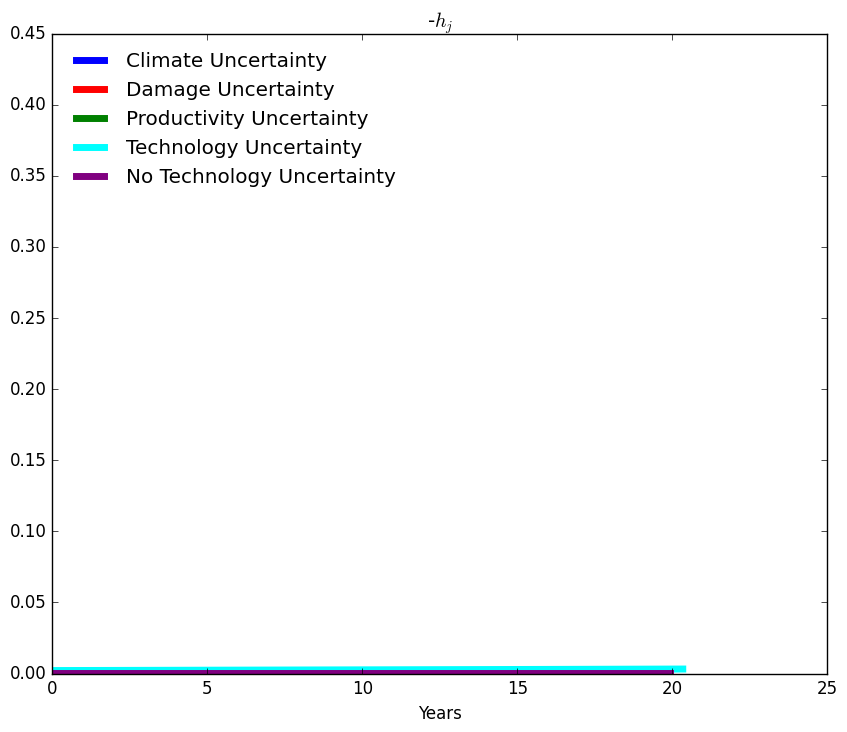 -h_j
0.45
Climate Uncertainty
Damage Uncertainty
0.40
Productivity Uncertainty
Technology Uncertainty
0.35
No Technology Uncertainty
0.30
0.25
0.20
0.15
0.10
0.05
0.00
0 5 10 15 20 25
Years